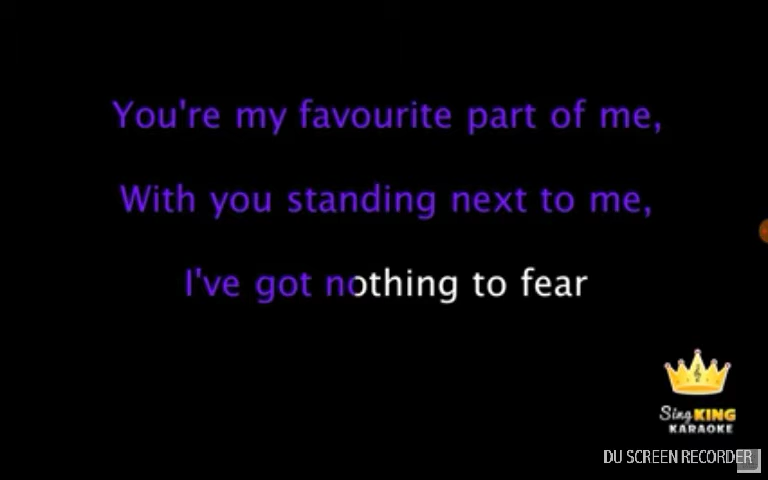 You're my favourite part of me,
With you standing next to me,
I've got nothing to fear
Sing KING
KARAOKE
DU SCREEN RECORDER